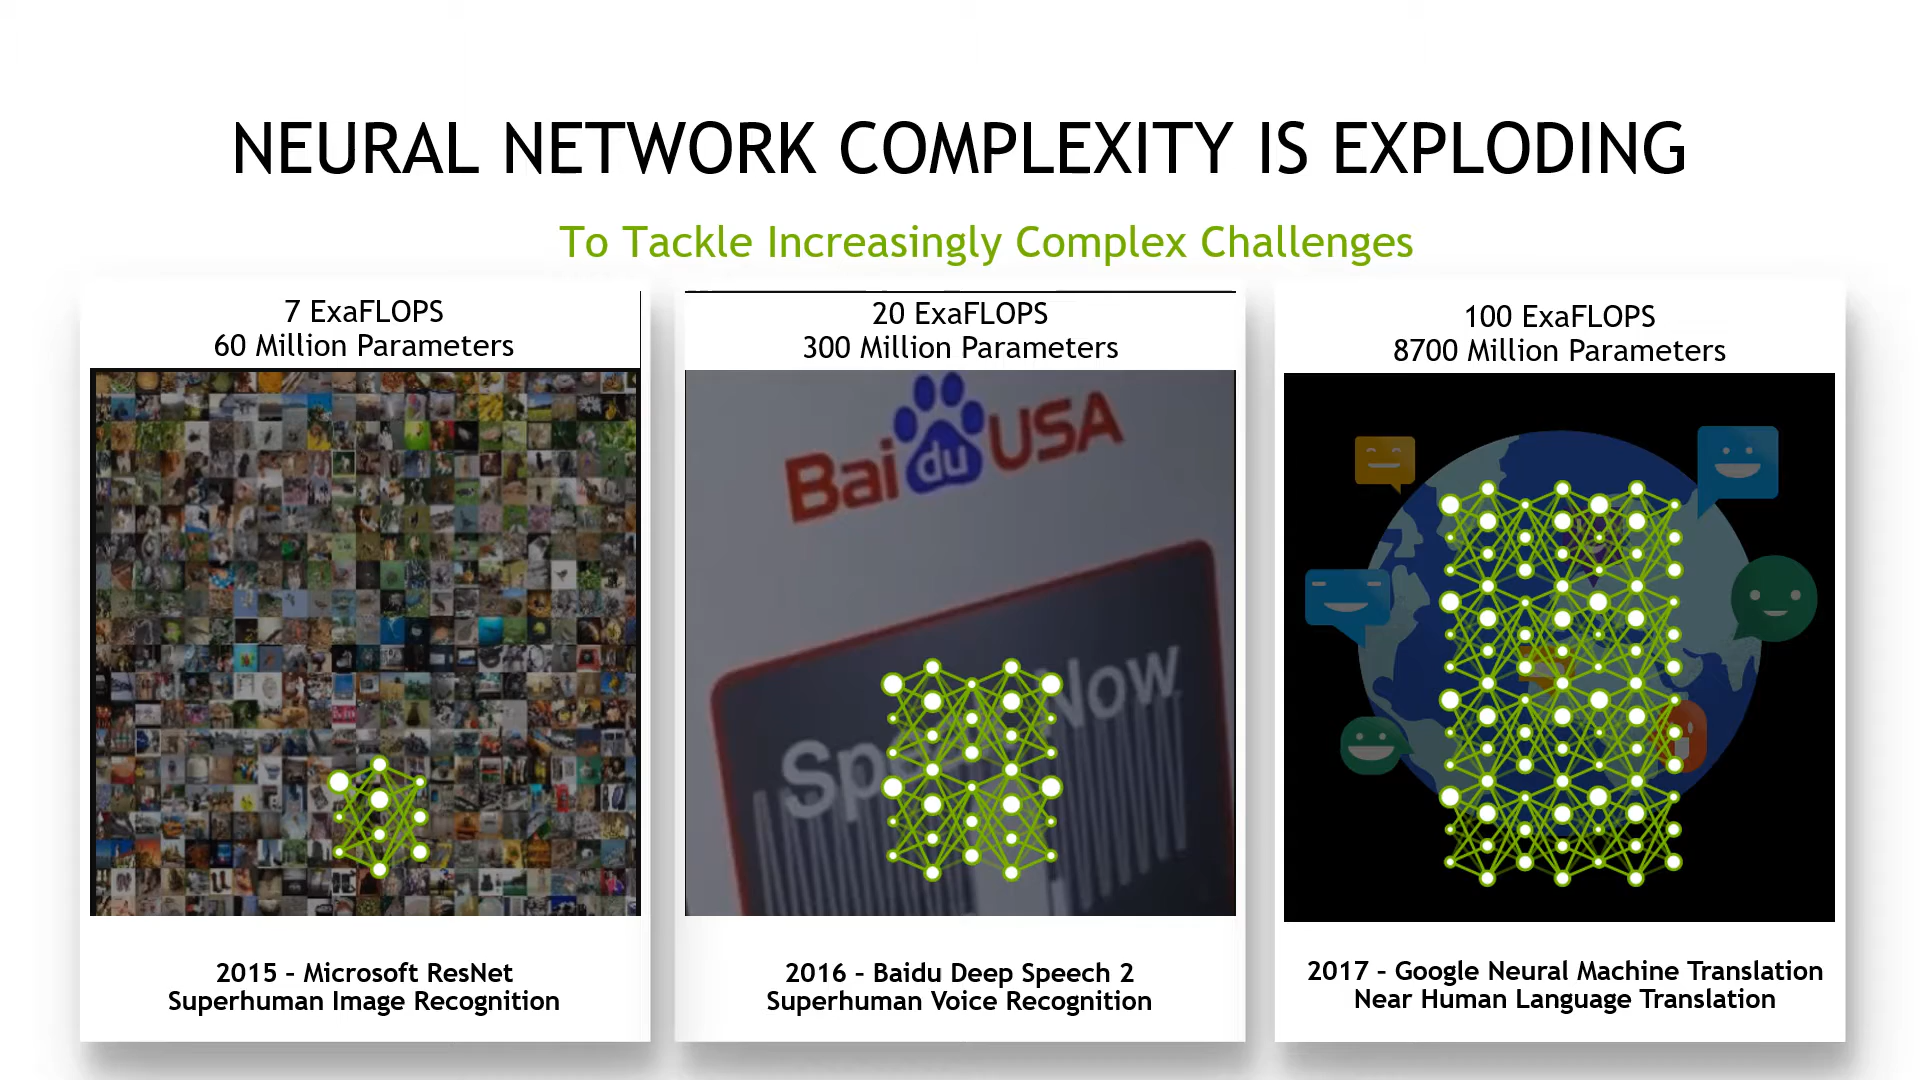 NEURAL NETWORK COMPLEXITY IS EXPLODING
To Tackle Increasingly Complex Challenges
7 ExaFLOPS
60 Million Parameters
2015 – Microsoft ResNet
Superhuman Image Recognition
20 ExaFLOPS
300 Million Parameters
Baidu USA
Now
2016 – Baidu Deep Speech 2
Superhuman Voice Recognition
100 ExaFLOPS
8700 Million Parameters
2017 – Google Neural Machine Translation
Near Human Language Translation